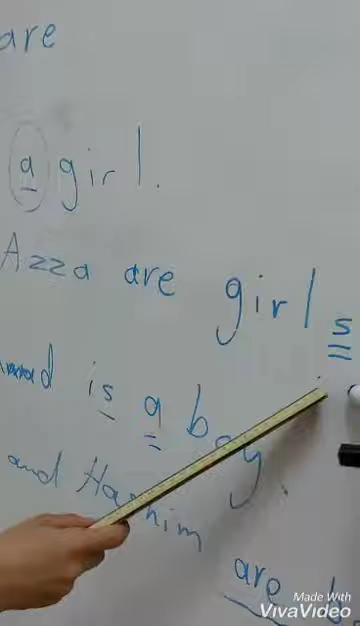 are
a girl.
Azza are girls
is a boy.
and Hashim
are
Made With
VivaVideo